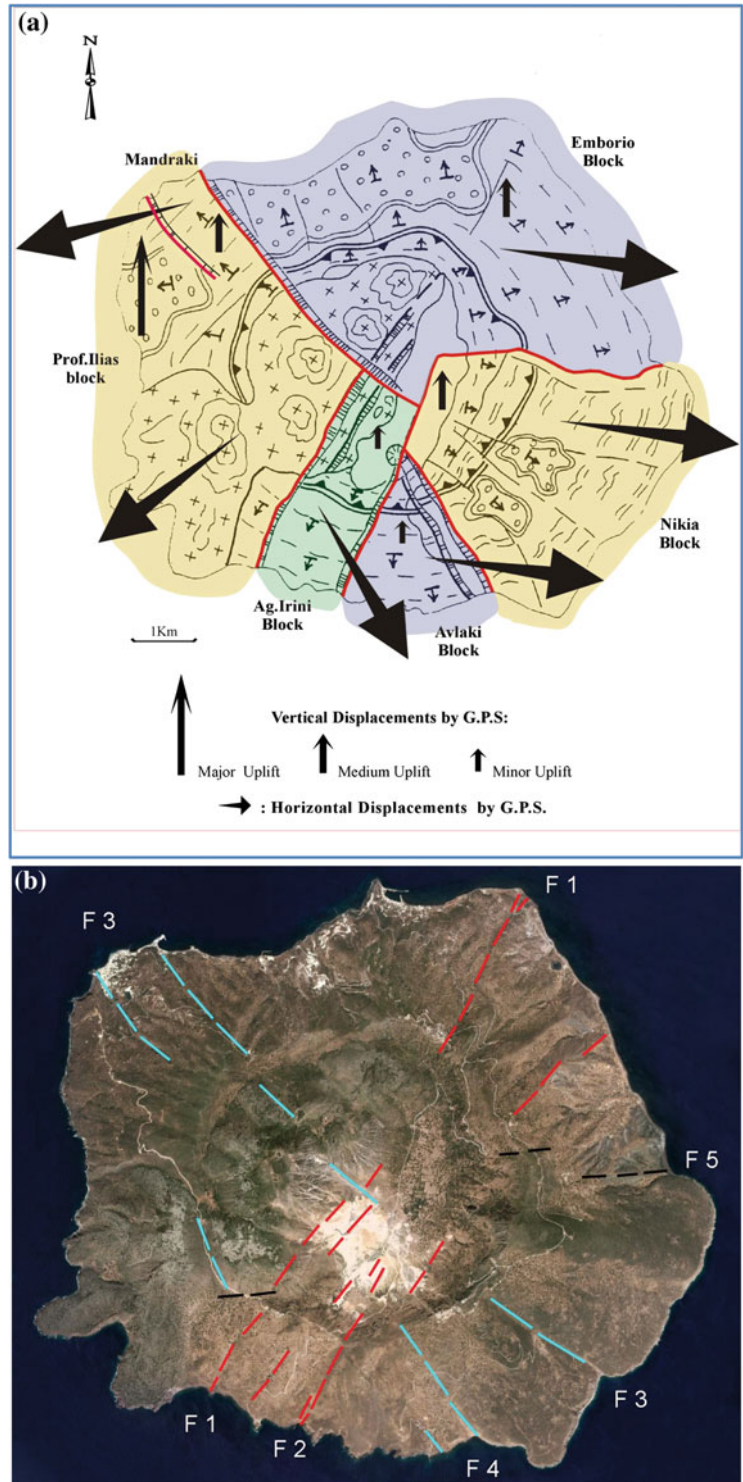 (a)
N
Mandraki
Emborio
Block
Prof.Ilias
block
Nikia
Block
Ag.Irini
Block
Avlaki
Block
1Km
Vertical Displacements by G.P.S:
Major Uplift
Medium Uplift
Minor Uplift
: Horizontal Displacements by G.P.S.
(b)
F 1
F 3
F 5
F 3
F 1
F 2
F 4